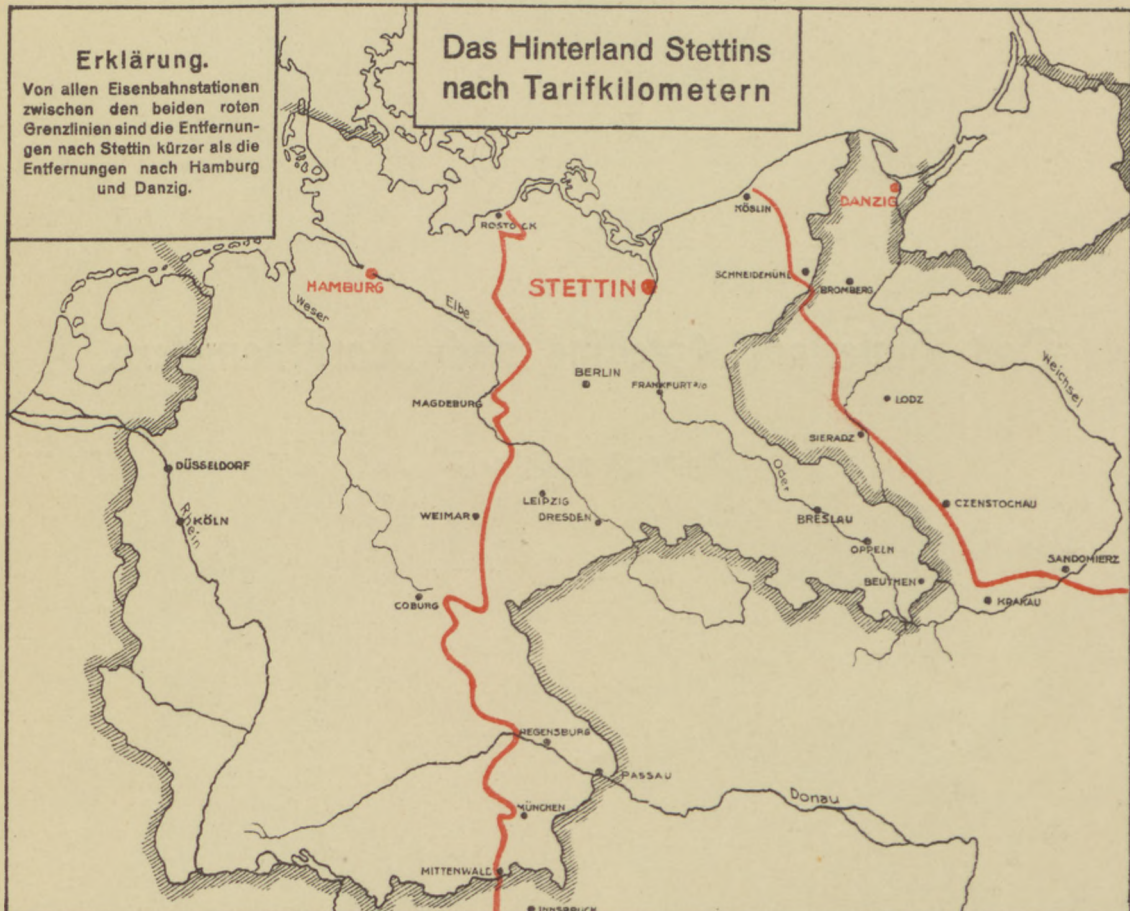 Erklärung.
Von allen Eisenbahnstationen
zwischen den beiden roten
Grenzlinien sind die Entfernun-
gen nach Stettin kürzer als die
Entfernungen nach Hamburg
und Danzig.
Das Hinterland Stettins
nach Tarifkilometern
ROSTOCK
KÖSLIN
DANZIG
HAMBURG
STETTIN
SCHNEIDEMÜHL
BROMBERG
Weser
Elbe
BERLIN
FRANKFURT a/o
Weichsel
MAGDEBURG
LODZ
SIERADZ
DÜSSELDORF
KÖLN
Rhein
WEIMAR
LEIPZIG
DRESDEN
Oder
BRESLAU
CZENSTOCHAU
OPPELN
BEUTHEN
SANDOMIERZ
KRAKAU
COBURG
REGENSBURG
PASSAU
Donau
MÜNCHEN
MITTENWALD
INNSBRUCK